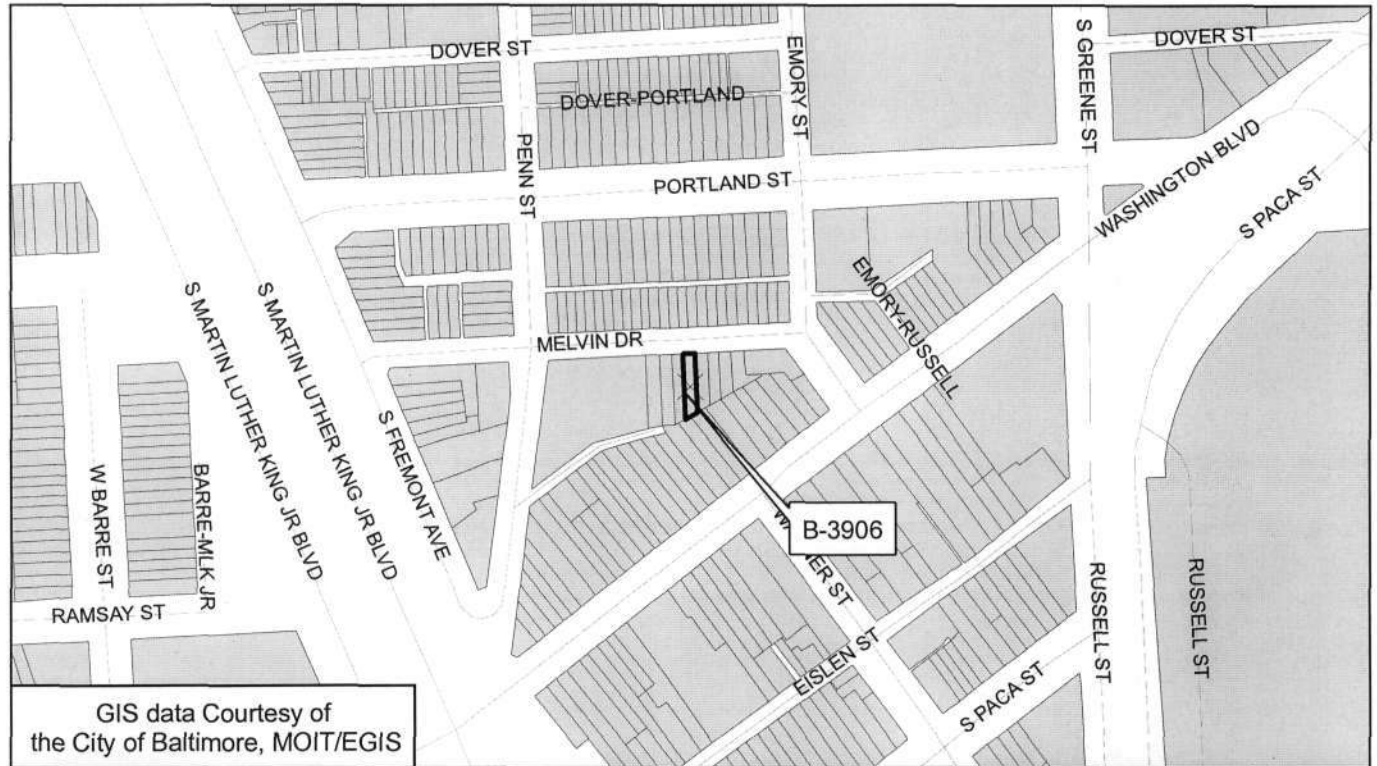 DOVER ST
DOVER ST
EMORY ST
S GREENE ST
DOVER-PORTLAND
PENN ST
WASHINGTON BLVD
PORTLAND ST
S PACA ST
EMORY-RUSSELL
S MARTIN LUTHER KING JR BLVD
S MARTIN LUTHER KING JR BLVD
MELVIN DR
S FREMONT AVE
W BARRE ST
BARRE-MLK JR
B-3906
RUSSELL ST
RUSSELL ST
RAMSAY ST
EISLEN ST
S PACA ST
GIS data Courtesy of
the City of Baltimore, MOIT/EGIS